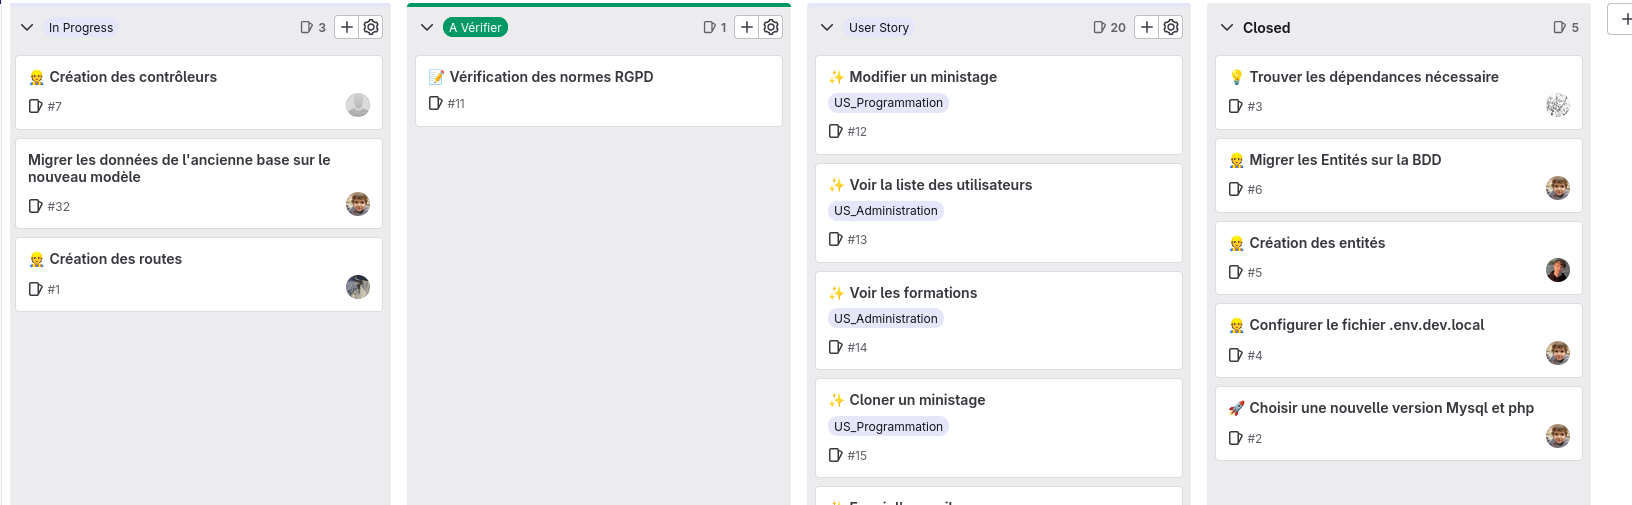 In Progress
3
Création des contrôleurs
#7
Migrer les données de l'ancienne base sur le
nouveau modèle
#32
Création des routes
#1
A Vérifier
1
Vérification des normes RGPD
#11
User Story
20
Modifier un ministage
US_Programmation
#12
Voir la liste des utilisateurs
US_Administration
#13
Voir les formations
US_Administration
#14
Cloner un ministage
US_Programmation
#15
Closed
5
Trouver les dépendances nécessaire
#3
Migrer les Entités sur la BDD
#6
Création des entités
#5
Configurer le fichier .env.dev.local
#4
Choisir une nouvelle version Mysql et php
#2